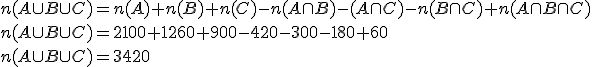 n(A∪B∪C)=n(A)+n(B)+n(C)−n(A∩B)−(A∩C)−n(B∩C)+n(A∩B∩C)
n(A∪B∪C)=2100+1260+900−420−300−180+60
n(A∪B∪C)=3420